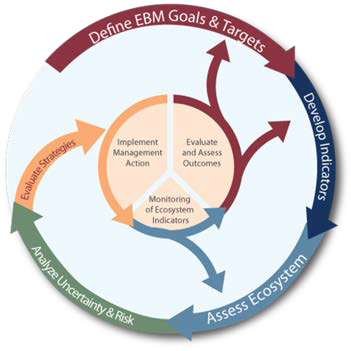 Define EBM Goals & Targets
Develop Indicators
Assess Ecosystem
Analyze Uncertainty & Risk
Evaluate Strategies
Implement
Management
Action
Evaluate
and Assess
Outcomes
Monitoring
of Ecosystem
Indicators